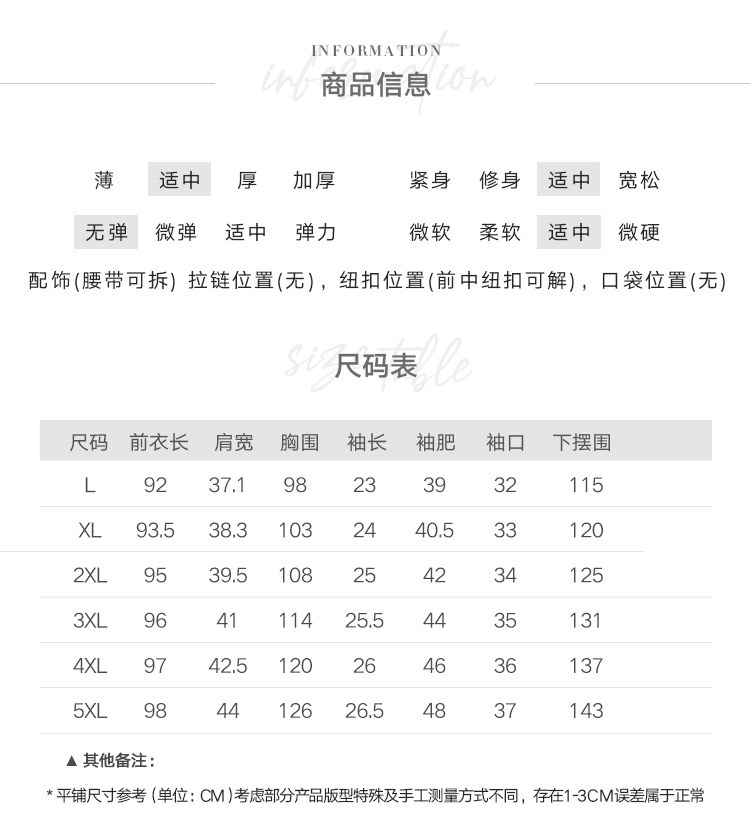 INFORMATION
information
商品信息
薄 适中 厚 加厚 紧身 修身 适中 宽松
无弹 微弹 适中 弹力 微软 柔软 适中 微硬
配饰(腰带可拆) 拉链位置(无)，纽扣位置(前中纽扣可解)，口袋位置(无)
size table
尺码表
尺码 前衣长 肩宽 胸围 袖长 袖肥 袖口 下摆围
L 92 37.1 98 23 39 32 115
XL 93.5 38.3 103 24 40.5 33 120
2XL 95 39.5 108 25 42 34 125
3XL 96 41 114 25.5 44 35 131
4XL 97 42.5 120 26 46 36 137
5XL 98 44 126 26.5 48 37 143
▲ 其他备注：
* 平铺尺寸参考（单位：CM）考虑部分产品版型特殊及手工测量方式不同，存在1-3CM误差属于正常